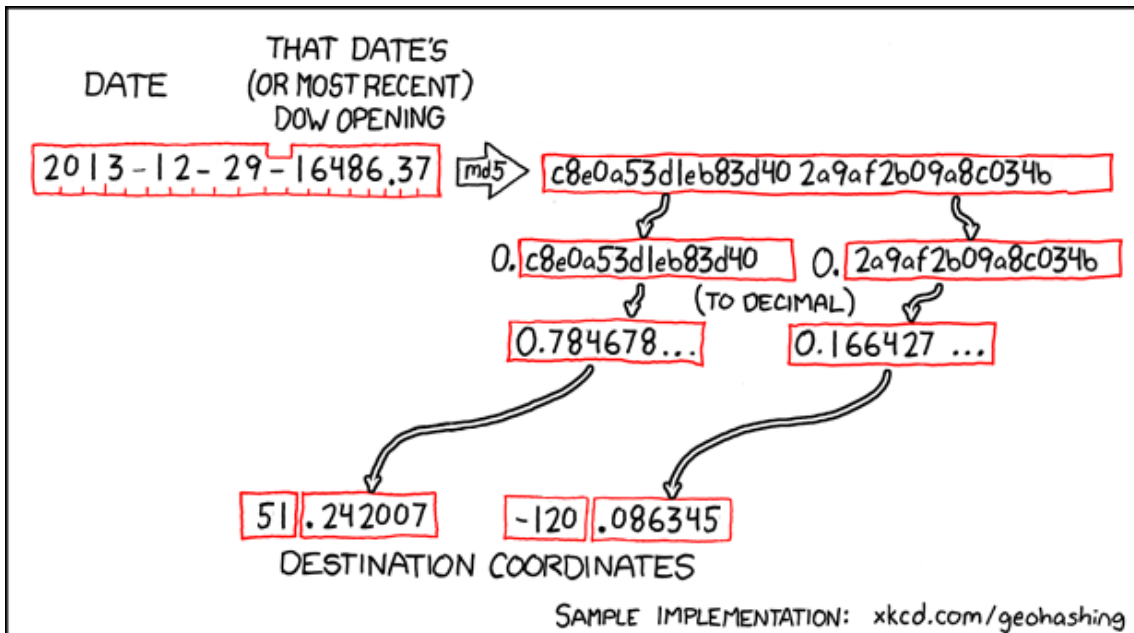 THAT DATE'S
DATE (OR MOST RECENT)
DOW OPENING
2013-12-29-16486.37 md5 c8e0a53d1eb83d40 2a9af2b09a8c034b
0. c8e0a53d1eb83d40 0. 2a9af2b09a8c034b
(TO DECIMAL)
0.784678... 0.166427 ...
51 .242007 -120 .086345
DESTINATION COORDINATES
SAMPLE IMPLEMENTATION: xkcd.com/geohashing